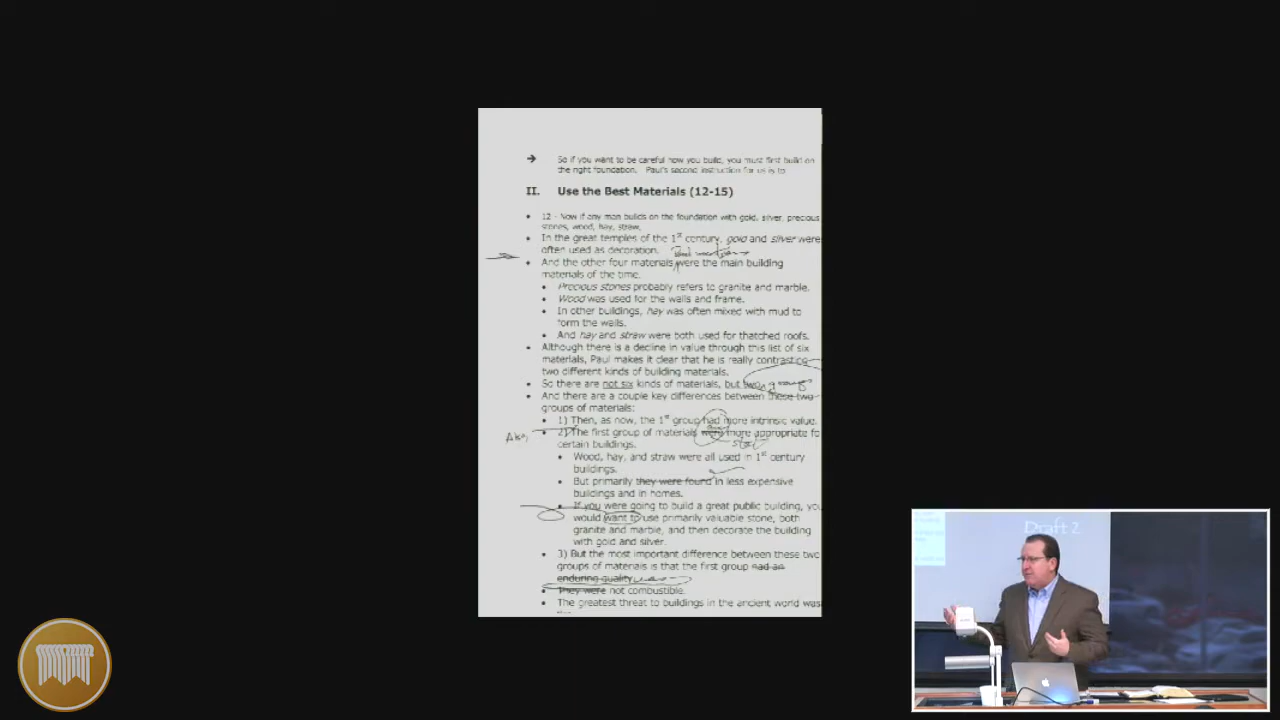 → So if you want to be careful how you build, you must first build on
the right foundation. Paul's second instruction for us is to
II. Use the Best Materials (12-15)
• 12 - Now if any man builds on the foundation with gold, silver, precious
stones, wood, hay, straw,
• In the great temples of the 1st century, gold and silver were
often used as decoration.
• And the other four materials were the main building
materials of the time.
• Precious stones probably refers to granite and marble.
• Wood was used for the walls and frame.
• In other buildings, hay was often mixed with mud to
form the walls.
• And hay and straw were both used for thatched roofs.
• Although there is a decline in value through this list of six
materials, Paul makes it clear that he is really contrasting
two different kinds of building materials.
• So there are not six kinds of materials, but
• And there are a couple key differences between these two
groups of materials:
• 1) Then, as now, the 1st group had more intrinsic value.
• 2) The first group of materials were more appropriate fo
certain buildings.
• Wood, hay, and straw were all used in 1st century
buildings.
• But primarily they were found in less expensive
buildings and in homes.
• If you were going to build a great public building, you
would want to use primarily valuable stone, both
granite and marble, and then decorate the building
with gold and silver.
• 3) But the most important difference between these two
groups of materials is that the first group had an
enduring quality
• They were not combustible.
• The greatest threat to buildings in the ancient world was
Draft 2